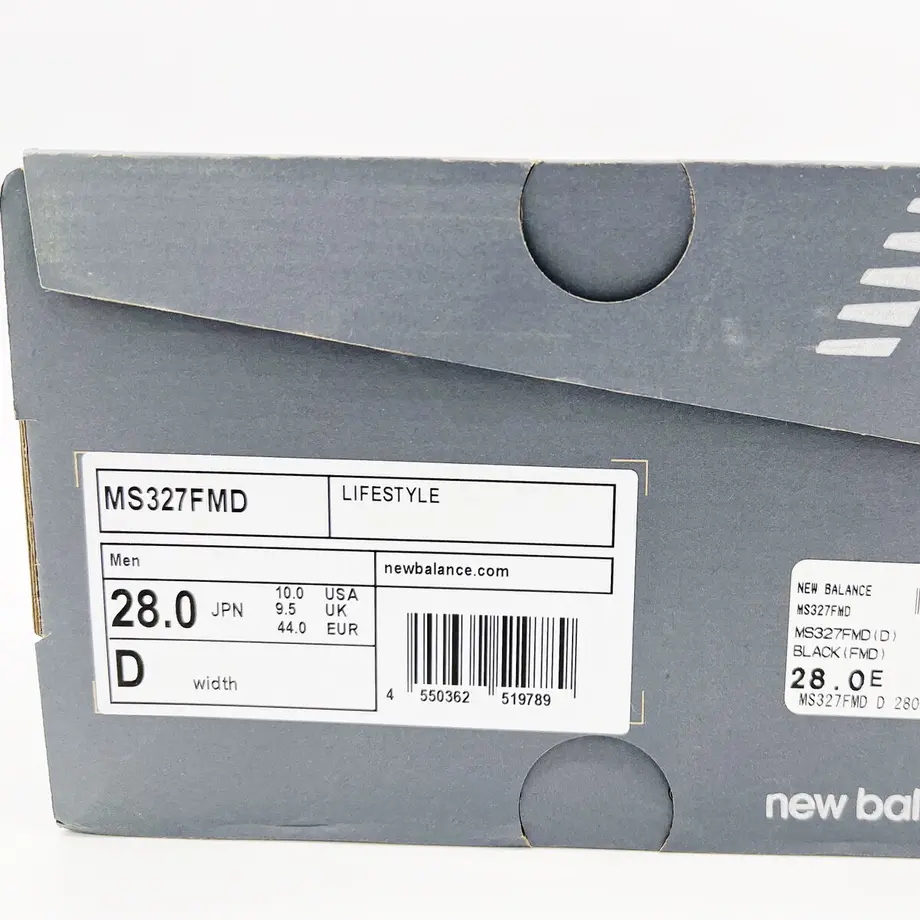 MS327FMD
LIFESTYLE
Men
newbalance.com
28.0 JPN
10.0 USA
9.5 UK
44.0 EUR
D width
4 550362 519789
NEW BALANCE
MS327FMD
MS327FMD(D)
BLACK(FMD)
28.0E
MS327FMD D 280
new bal